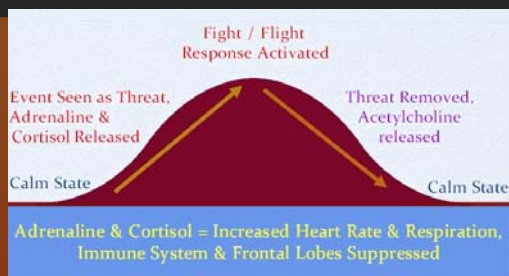 Fight / Flight
Response Activated
Event Seen as Threat,
Adrenaline &
Cortisol Released
Threat Removed,
Acetylcholine
released
Calm State
Calm State
Adrenaline & Cortisol = Increased Heart Rate & Respiration,
Immune System & Frontal Lobes Suppressed